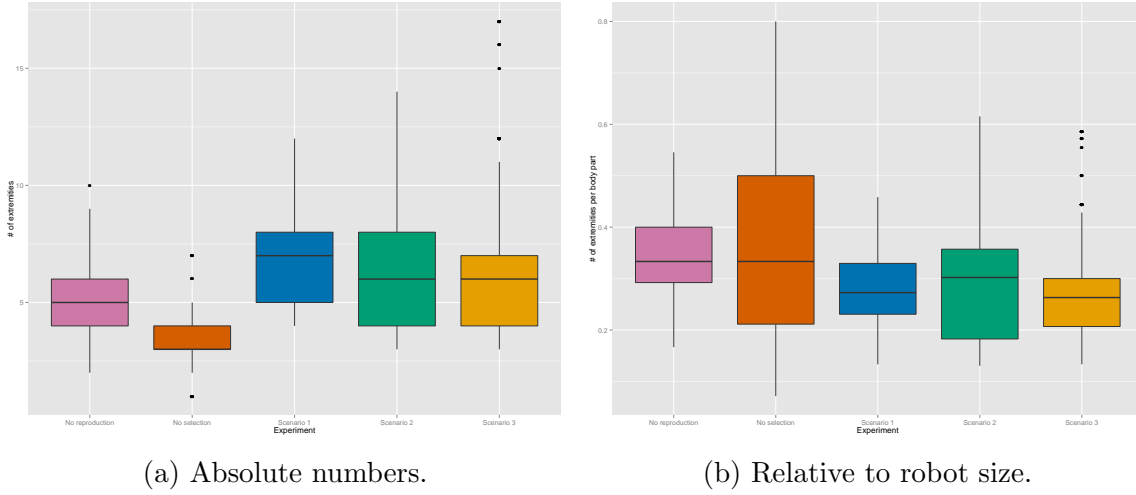 # of extremities
15
10
5
No reproduction No selection Scenario 1 Scenario 2 Scenario 3
Experiment
(a) Absolute numbers.
# of extremities per body part
0.8
0.6
0.4
0.2
No reproduction No selection Scenario 1 Scenario 2 Scenario 3
Experiment
(b) Relative to robot size.